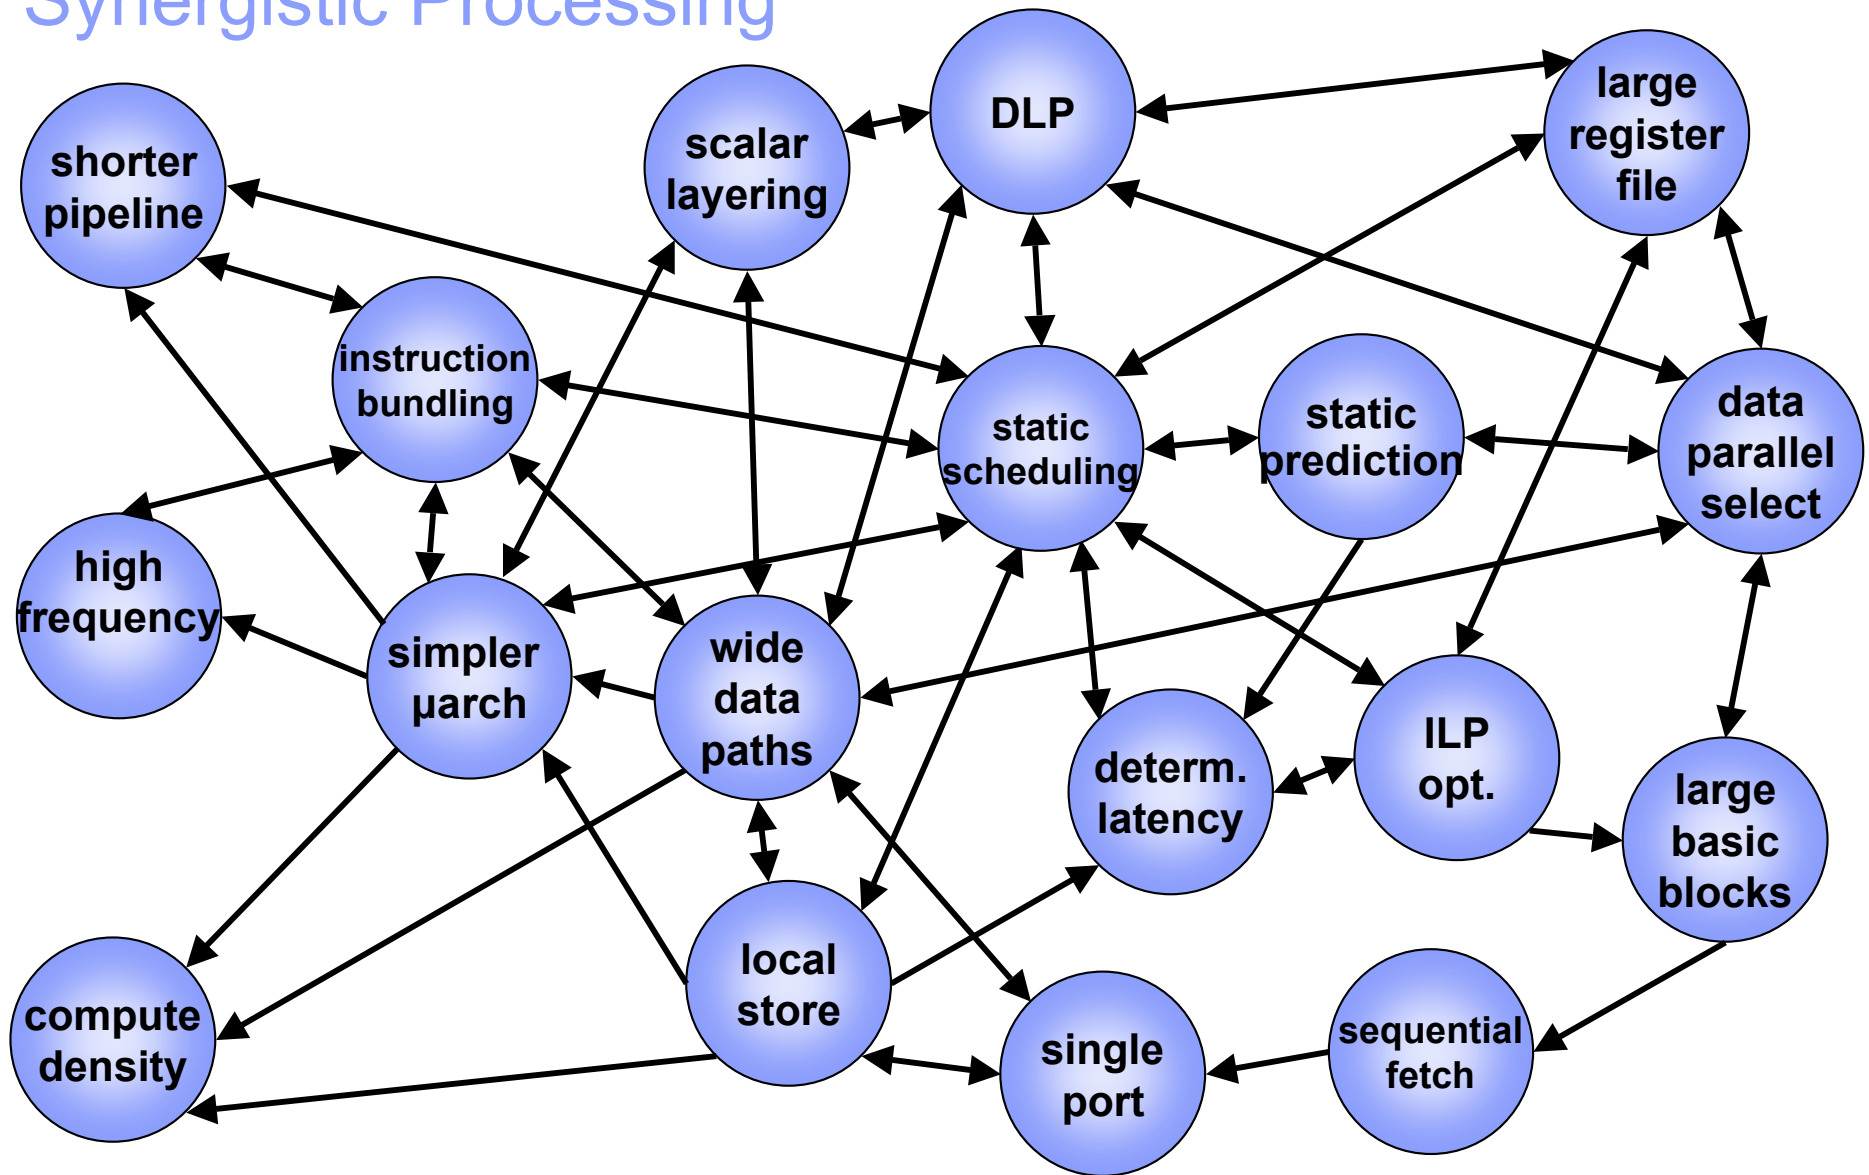 Synergistic Processing
DLP
large
register
file
scalar
layering
shorter
pipeline
instruction
bundling
static
scheduling
static
prediction
data
parallel
select
high
frequency
simpler
µarch
wide
data
paths
determ.
latency
ILP
opt.
large
basic
blocks
local
store
compute
density
single
port
sequential
fetch